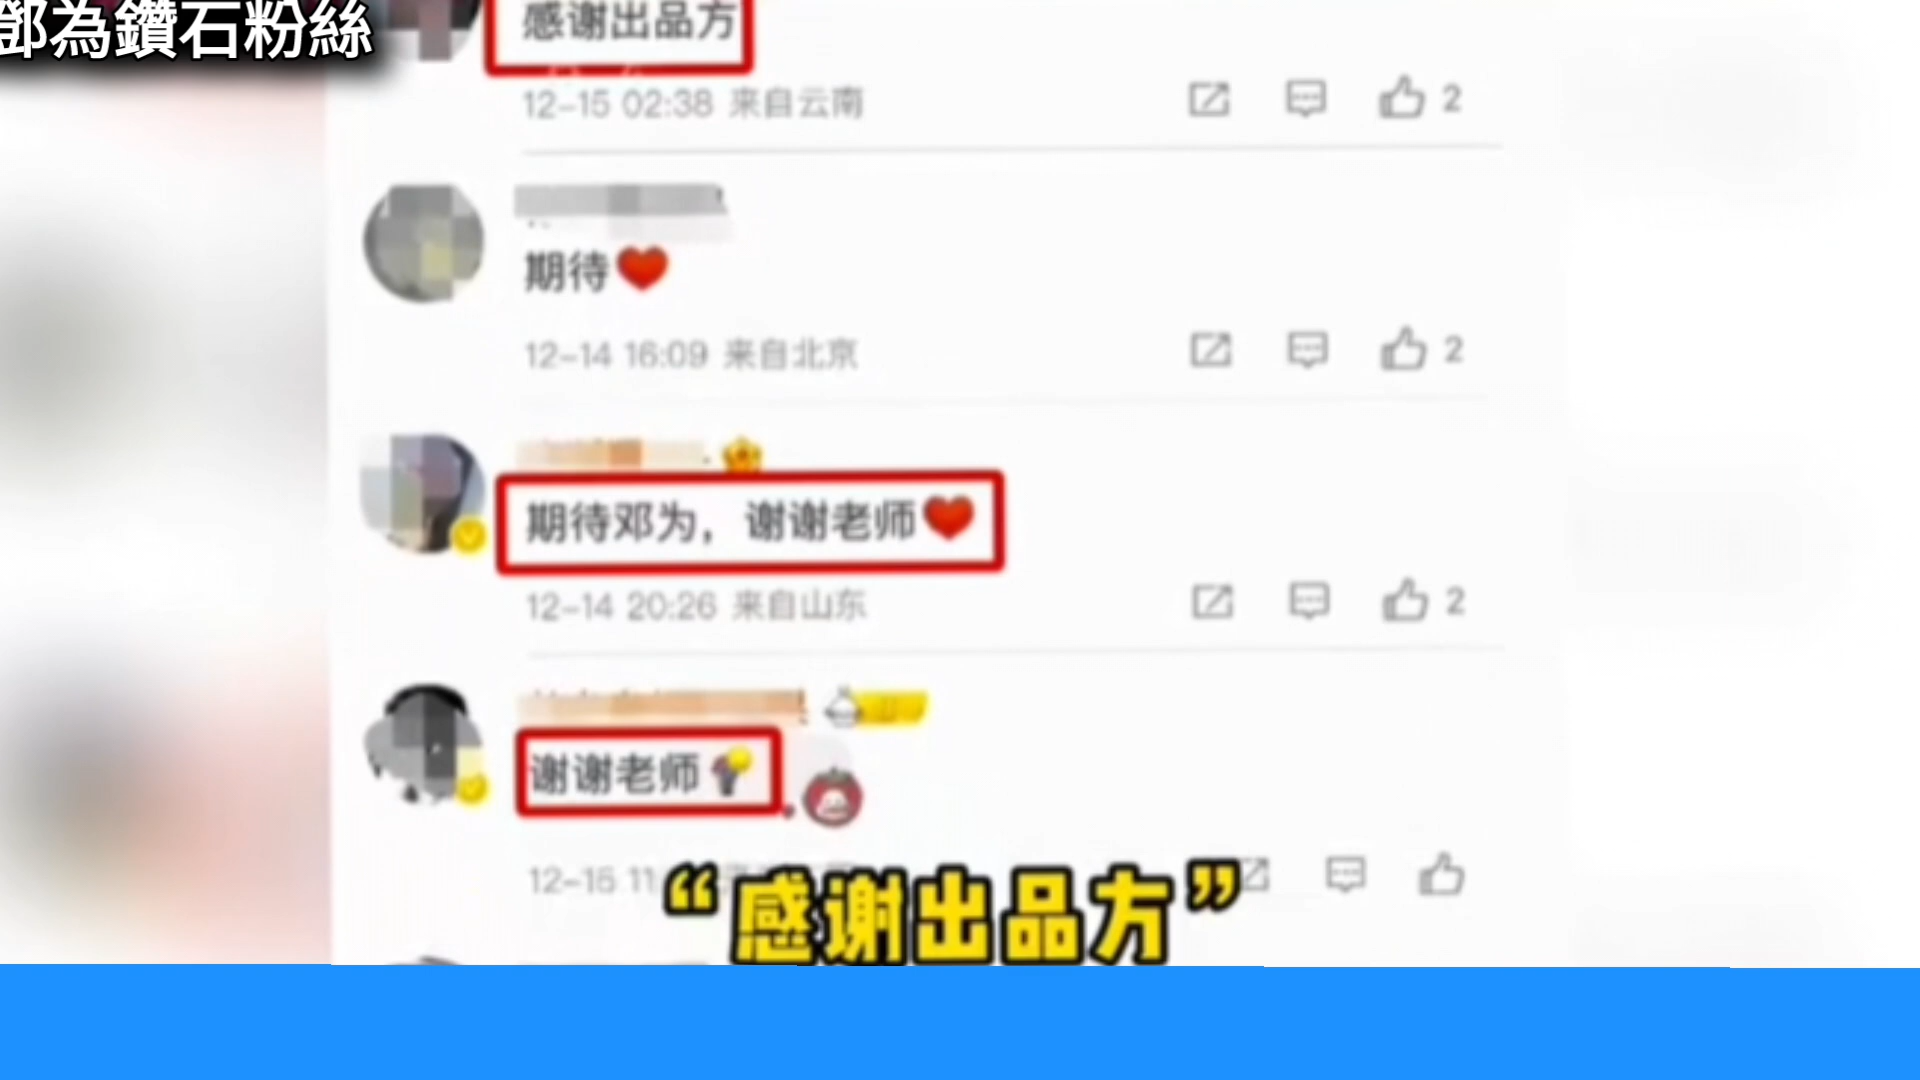 鄧為鑽石粉絲
感谢出品方
12-15 02:38 来自云南
2
期待❤️
12-14 16:09 来自北京
2
期待邓为，谢谢老师❤️
12-14 20:26 来自山东
2
谢谢老师
12-15 11
“感谢出品方”